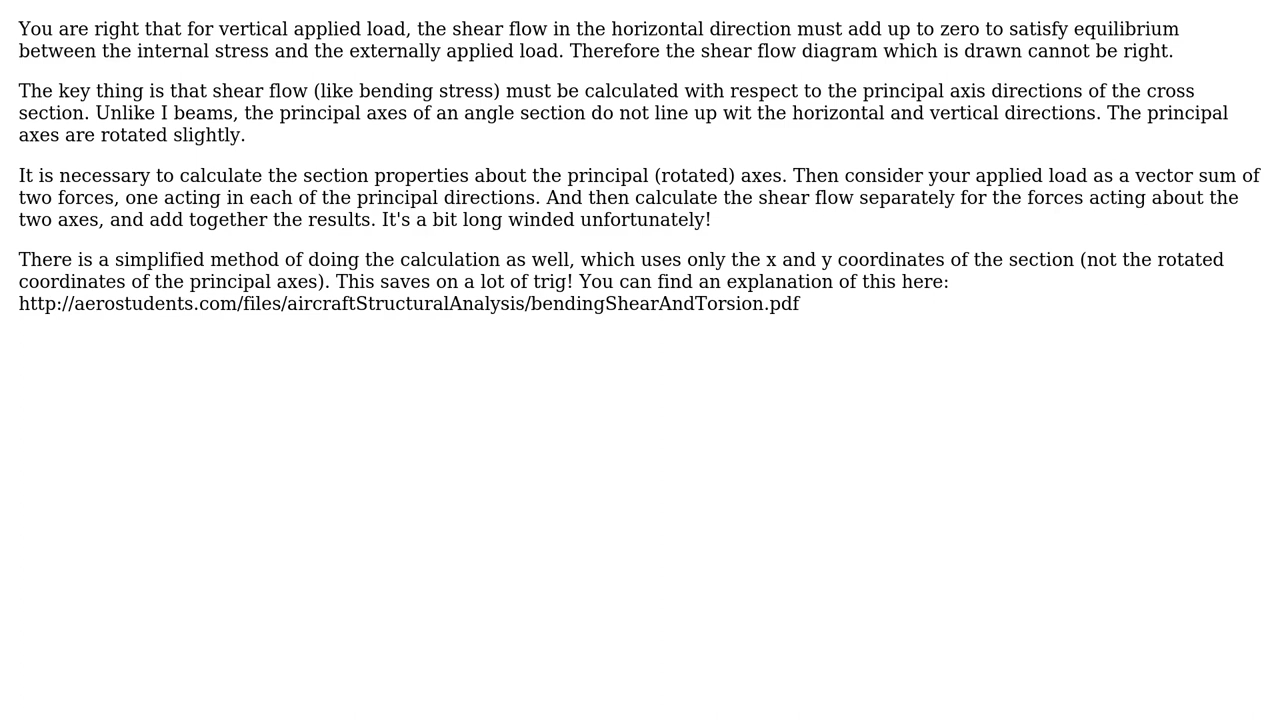 You are right that for vertical applied load, the shear flow in the horizontal direction must add up to zero to satisfy equilibrium
between the internal stress and the externally applied load. Therefore the shear flow diagram which is drawn cannot be right.
The key thing is that shear flow (like bending stress) must be calculated with respect to the principal axis directions of the cross
section. Unlike I beams, the principal axes of an angle section do not line up wit the horizontal and vertical directions. The principal
axes are rotated slightly.
It is necessary to calculate the section properties about the principal (rotated) axes. Then consider your applied load as a vector sum of
two forces, one acting in each of the principal directions. And then calculate the shear flow separately for the forces acting about the
two axes, and add together the results. It's a bit long winded unfortunately!
There is a simplified method of doing the calculation as well, which uses only the x and y coordinates of the section (not the rotated
coordinates of the principal axes). This saves on a lot of trig! You can find an explanation of this here:
http://aerostudents.com/files/aircraftStructuralAnalysis/bendingShearAndTorsion.pdf